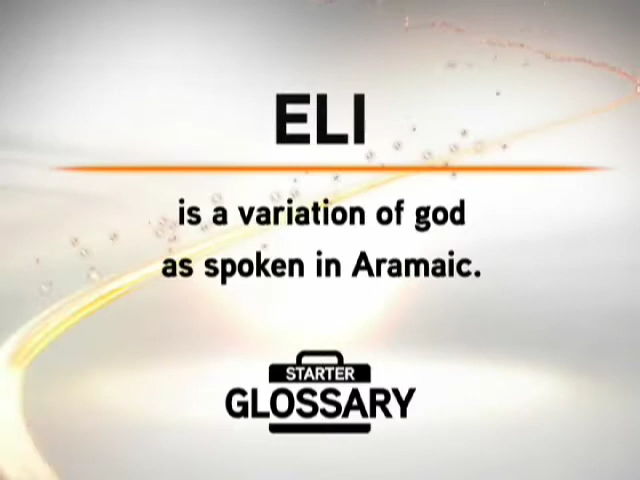 ELI
is a variation of god
as spoken in Aramaic.
STARTER
GLOSSARY